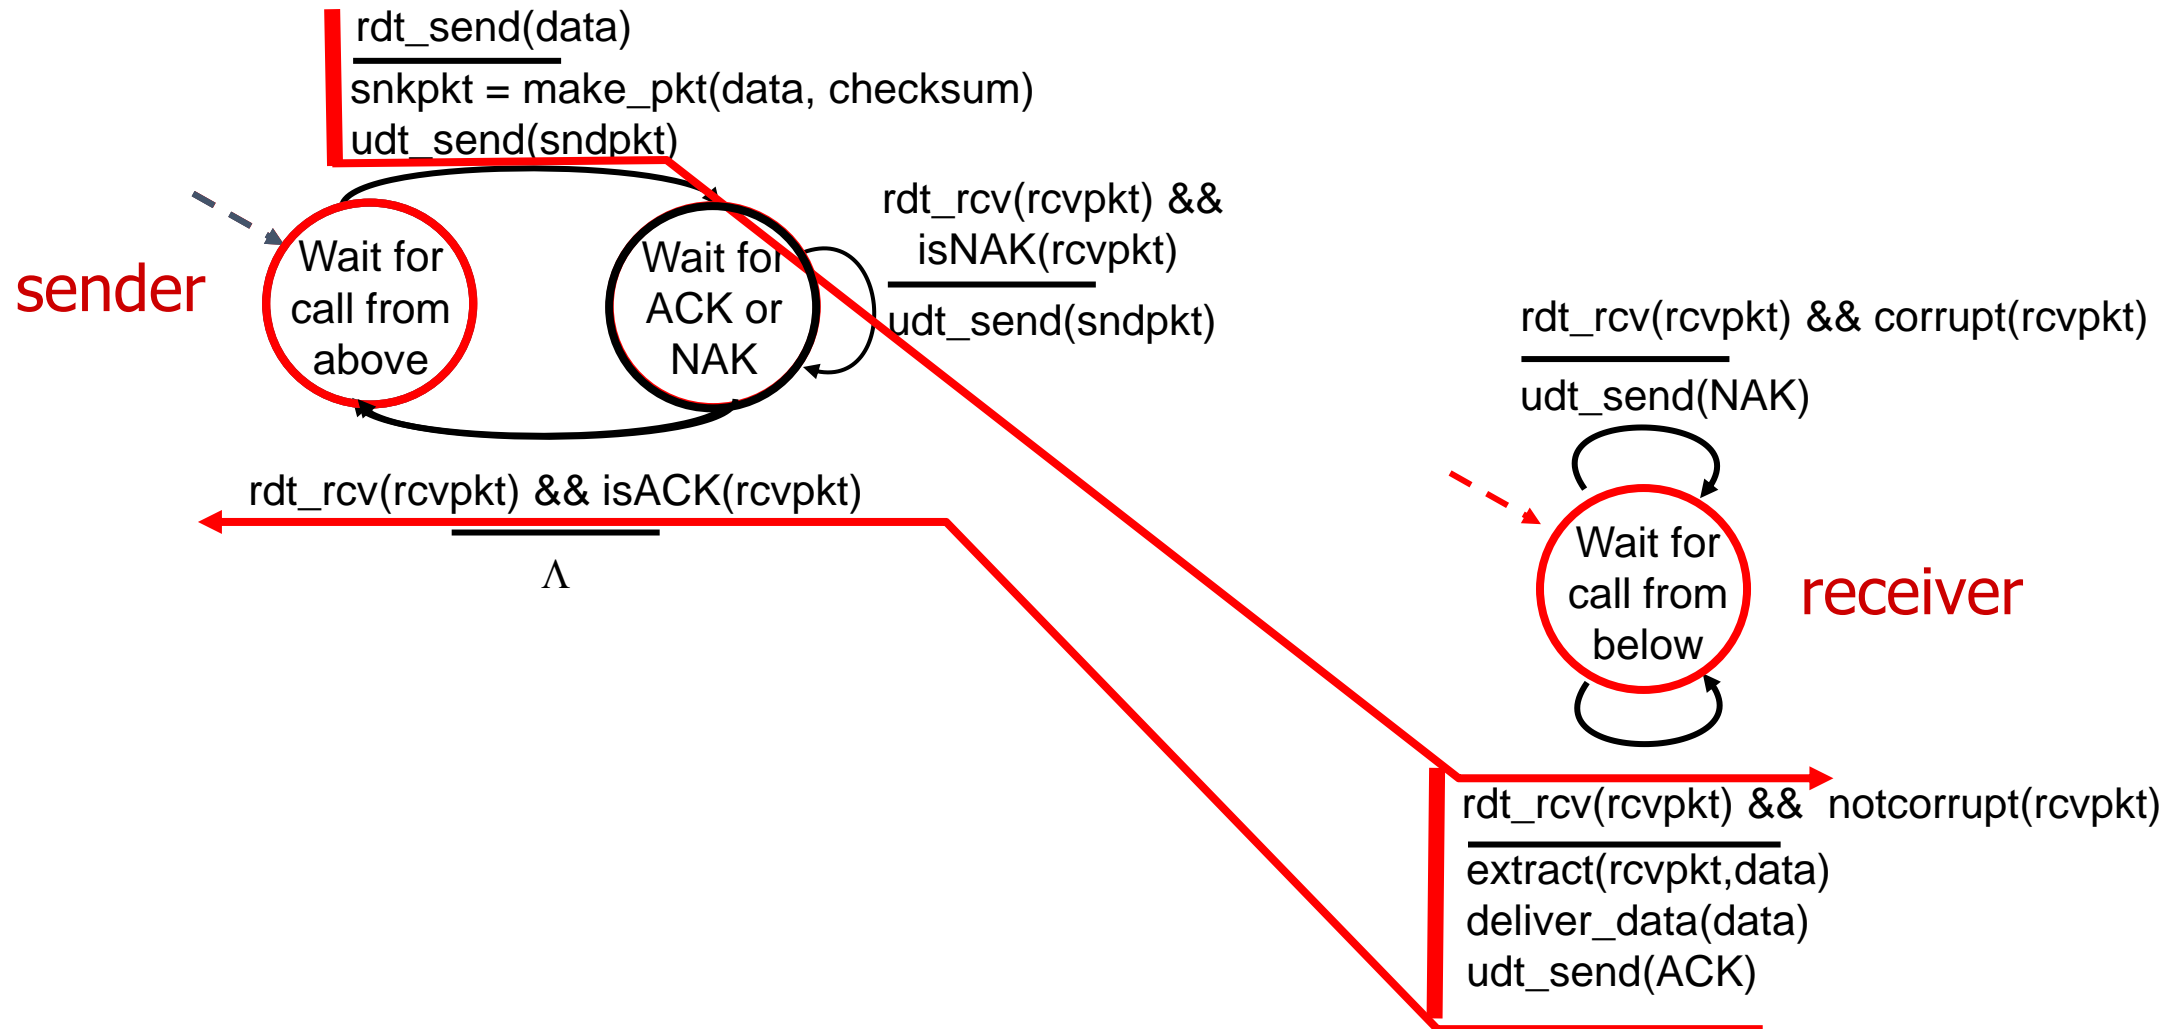 rdt_send(data)
snkpkt = make_pkt(data, checksum)
udt_send(sndpkt)
sender
Wait for
call from
above
Wait for
ACK or
NAK
rdt_rcv(rcvpkt) &&
isNAK(rcvpkt)
udt_send(sndpkt)
rdt_rcv(rcvpkt) && isACK(rcvpkt)
Λ
rdt_rcv(rcvpkt) && corrupt(rcvpkt)
udt_send(NAK)
Wait for
call from
below
receiver
rdt_rcv(rcvpkt) && notcorrupt(rcvpkt)
extract(rcvpkt,data)
deliver_data(data)
udt_send(ACK)